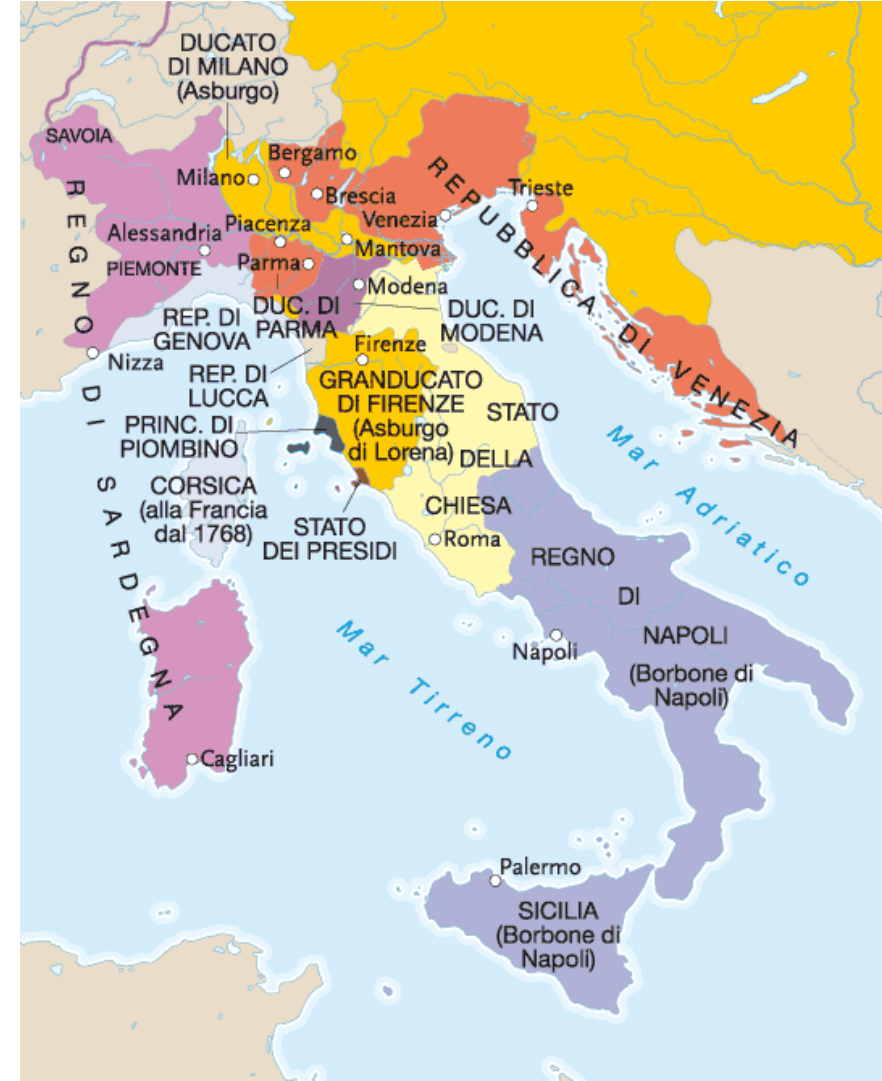 DUCATO
DI MILANO
(Asburgo)
SAVOIA
Bergamo
Milano
Brescia
Trieste
Venezia
Piacenza
Alessandria
Mantova
PIEMONTE
Parma
Modena
DUC. DI
PARMA
DUC. DI
MODENA
REP. DI
GENOVA
Firenze
Nizza
REP. DI
LUCCA
GRANDUCATO
DI FIRENZE
(Asburgo
di Lorena)
PRINC. DI
PIOMBINO
STATO
DELLA
CHIESA
CORSICA
(alla Francia
dal 1768)
STATO
DEI PRESIDI
Roma
REGNO
DI
NAPOLI
(Borbone di
Napoli)
Napoli
REGNO DI SARDEGNA
REPUBBLICA DI VENEZIA
Mar Adriatico
Mar Tirreno
Cagliari
Palermo
SICILIA
(Borbone di
Napoli)